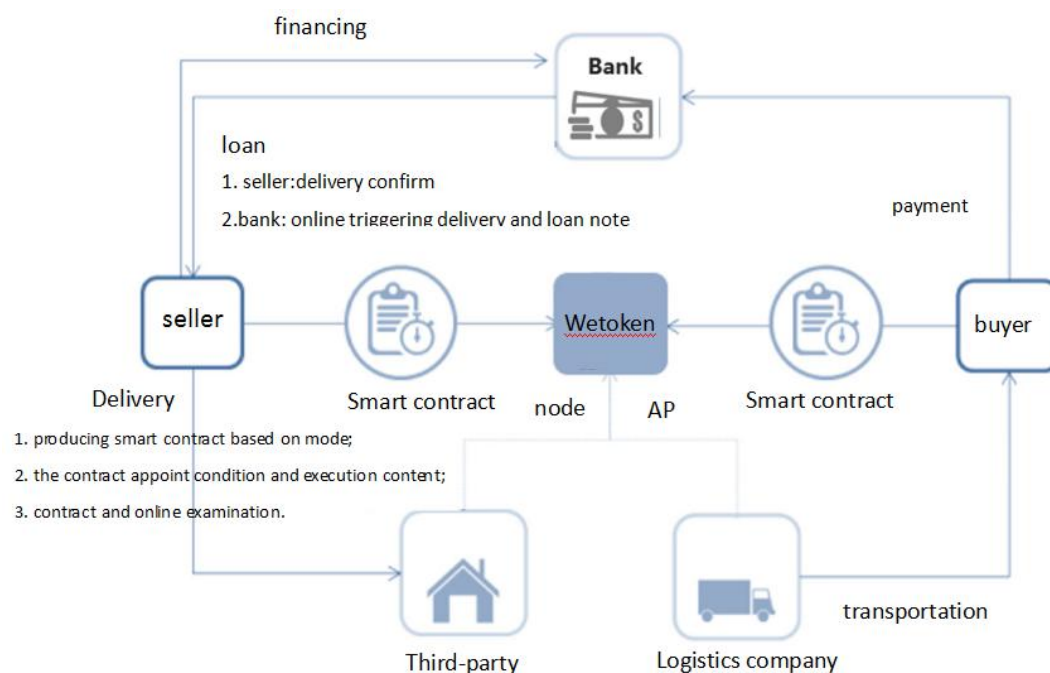 financing
Bank
$
loan
1. seller:delivery confirm
2.bank: online triggering delivery and loan note
payment
seller
Wetoken
buyer
Delivery
Smart contract
node
AP
Smart contract
1. producing smart contract based on mode;
2. the contract appoint condition and execution content;
3. contract and online examination.
transportation
Third-party
Logistics company